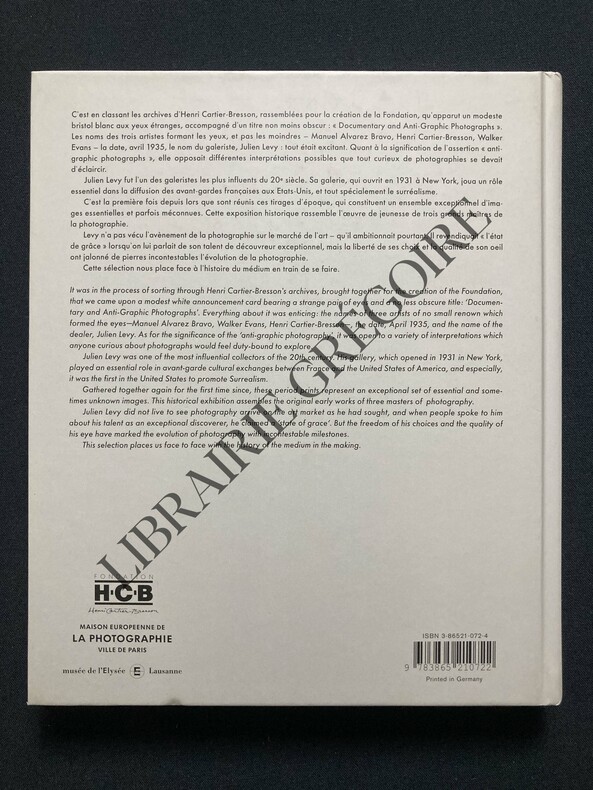 C'est en classant les archives d'Henri Cartier-Bresson, rassemblées pour la création de la Fondation, qu'apparut un modeste
bristol blanc aux yeux étranges, accompagné d'un titre non moins obscur : « Documentary and Anti-Graphic Photographs ».
Les noms des trois artistes formant les yeux, et pas les moindres – Manuel Alvarez Bravo, Henri Cartier-Bresson, Walker
Evans – la date, avril 1935, le nom du galeriste, Julien Levy : tout était excitant. Quant à la signification de l'assertion « anti-
graphic photographs », elle opposait différentes interprétations possibles que tout curieux de photographies se devait
d'éclaircir.
Julien Levy fut l'un des galeristes les plus influents du 20e siècle. Sa galerie, qui ouvrit en 1931 à New York, joua un rôle
essentiel dans la diffusion des avant-gardes françaises aux Etats-Unis, et tout spécialement le surréalisme.
C'est la première fois depuis lors que sont réunis ces tirages d'époque, qui constituent un ensemble exceptionnel d'ima-
ges essentielles et parfois méconnues. Cette exposition historique rassemble l'œuvre de jeunesse de trois grands maîtres de
la photographie.
Levy n'a pas vécu l'avènement de la photographie sur le marché de l'art – qu'il ambitionnait pourtant. Il revendiquait « l'état
de grâce » lorsqu'on lui parlait de son talent de découvreur exceptionnel, mais la liberté de ses choix et la qualité de son oeil
ont jalonné de pierres incontestables l'évolution de la photographie.
Cette sélection nous place face à l'histoire du médium en train de se faire.
It was in the process of sorting through Henri Cartier-Bresson's archives, brought together for the creation of the Foundation,
that we came upon a modest white announcement card bearing a strange pair of eyes and a no less obscure title: 'Documen-
tary and Anti-Graphic Photographs'. Everything about it was enticing: the names of three artists of no small renown which
formed the eyes—Manuel Alvarez Bravo, Walker Evans, Henri Cartier-Bresson—the date, April 1935, and the name of the
dealer, Julien Levy. As for the significance of the 'anti-graphic photographs', it was open to a variety of interpretations which
anyone curious about photographs would feel duty-bound to explore.
Julien Levy was one of the most influential collectors of the 20th century. His gallery, which opened in 1931 in New York,
played an essential role in avant-garde cultural exchanges between France and the United States of America, and especially,
it was the first in the United States to promote Surrealism.
Gathered together again for the first time since, these period prints represent an exceptional set of essential and some-
times unknown images. This historical exhibition assembles the original early works of three masters of photography.
Julien Levy did not live to see photography arrive on the art market as he had sought, and when people spoke to him
about his talent as an exceptional discoverer, he claimed a 'state of grace'. But the freedom of his choices and the quality of
his eye have marked the evolution of photography with incontestable milestones.
This selection places us face to face with the history of the medium in the making.
LIBRAIRIE GRÉGOIRE
FONDATION
H·C·B
Henri Cartier-Bresson
MAISON EUROPEENNE DE
LA PHOTOGRAPHIE
VILLE DE PARIS
musée de l'Elysée E Lausanne
ISBN 3-86521-072-4
9 783865 210722
Printed in Germany